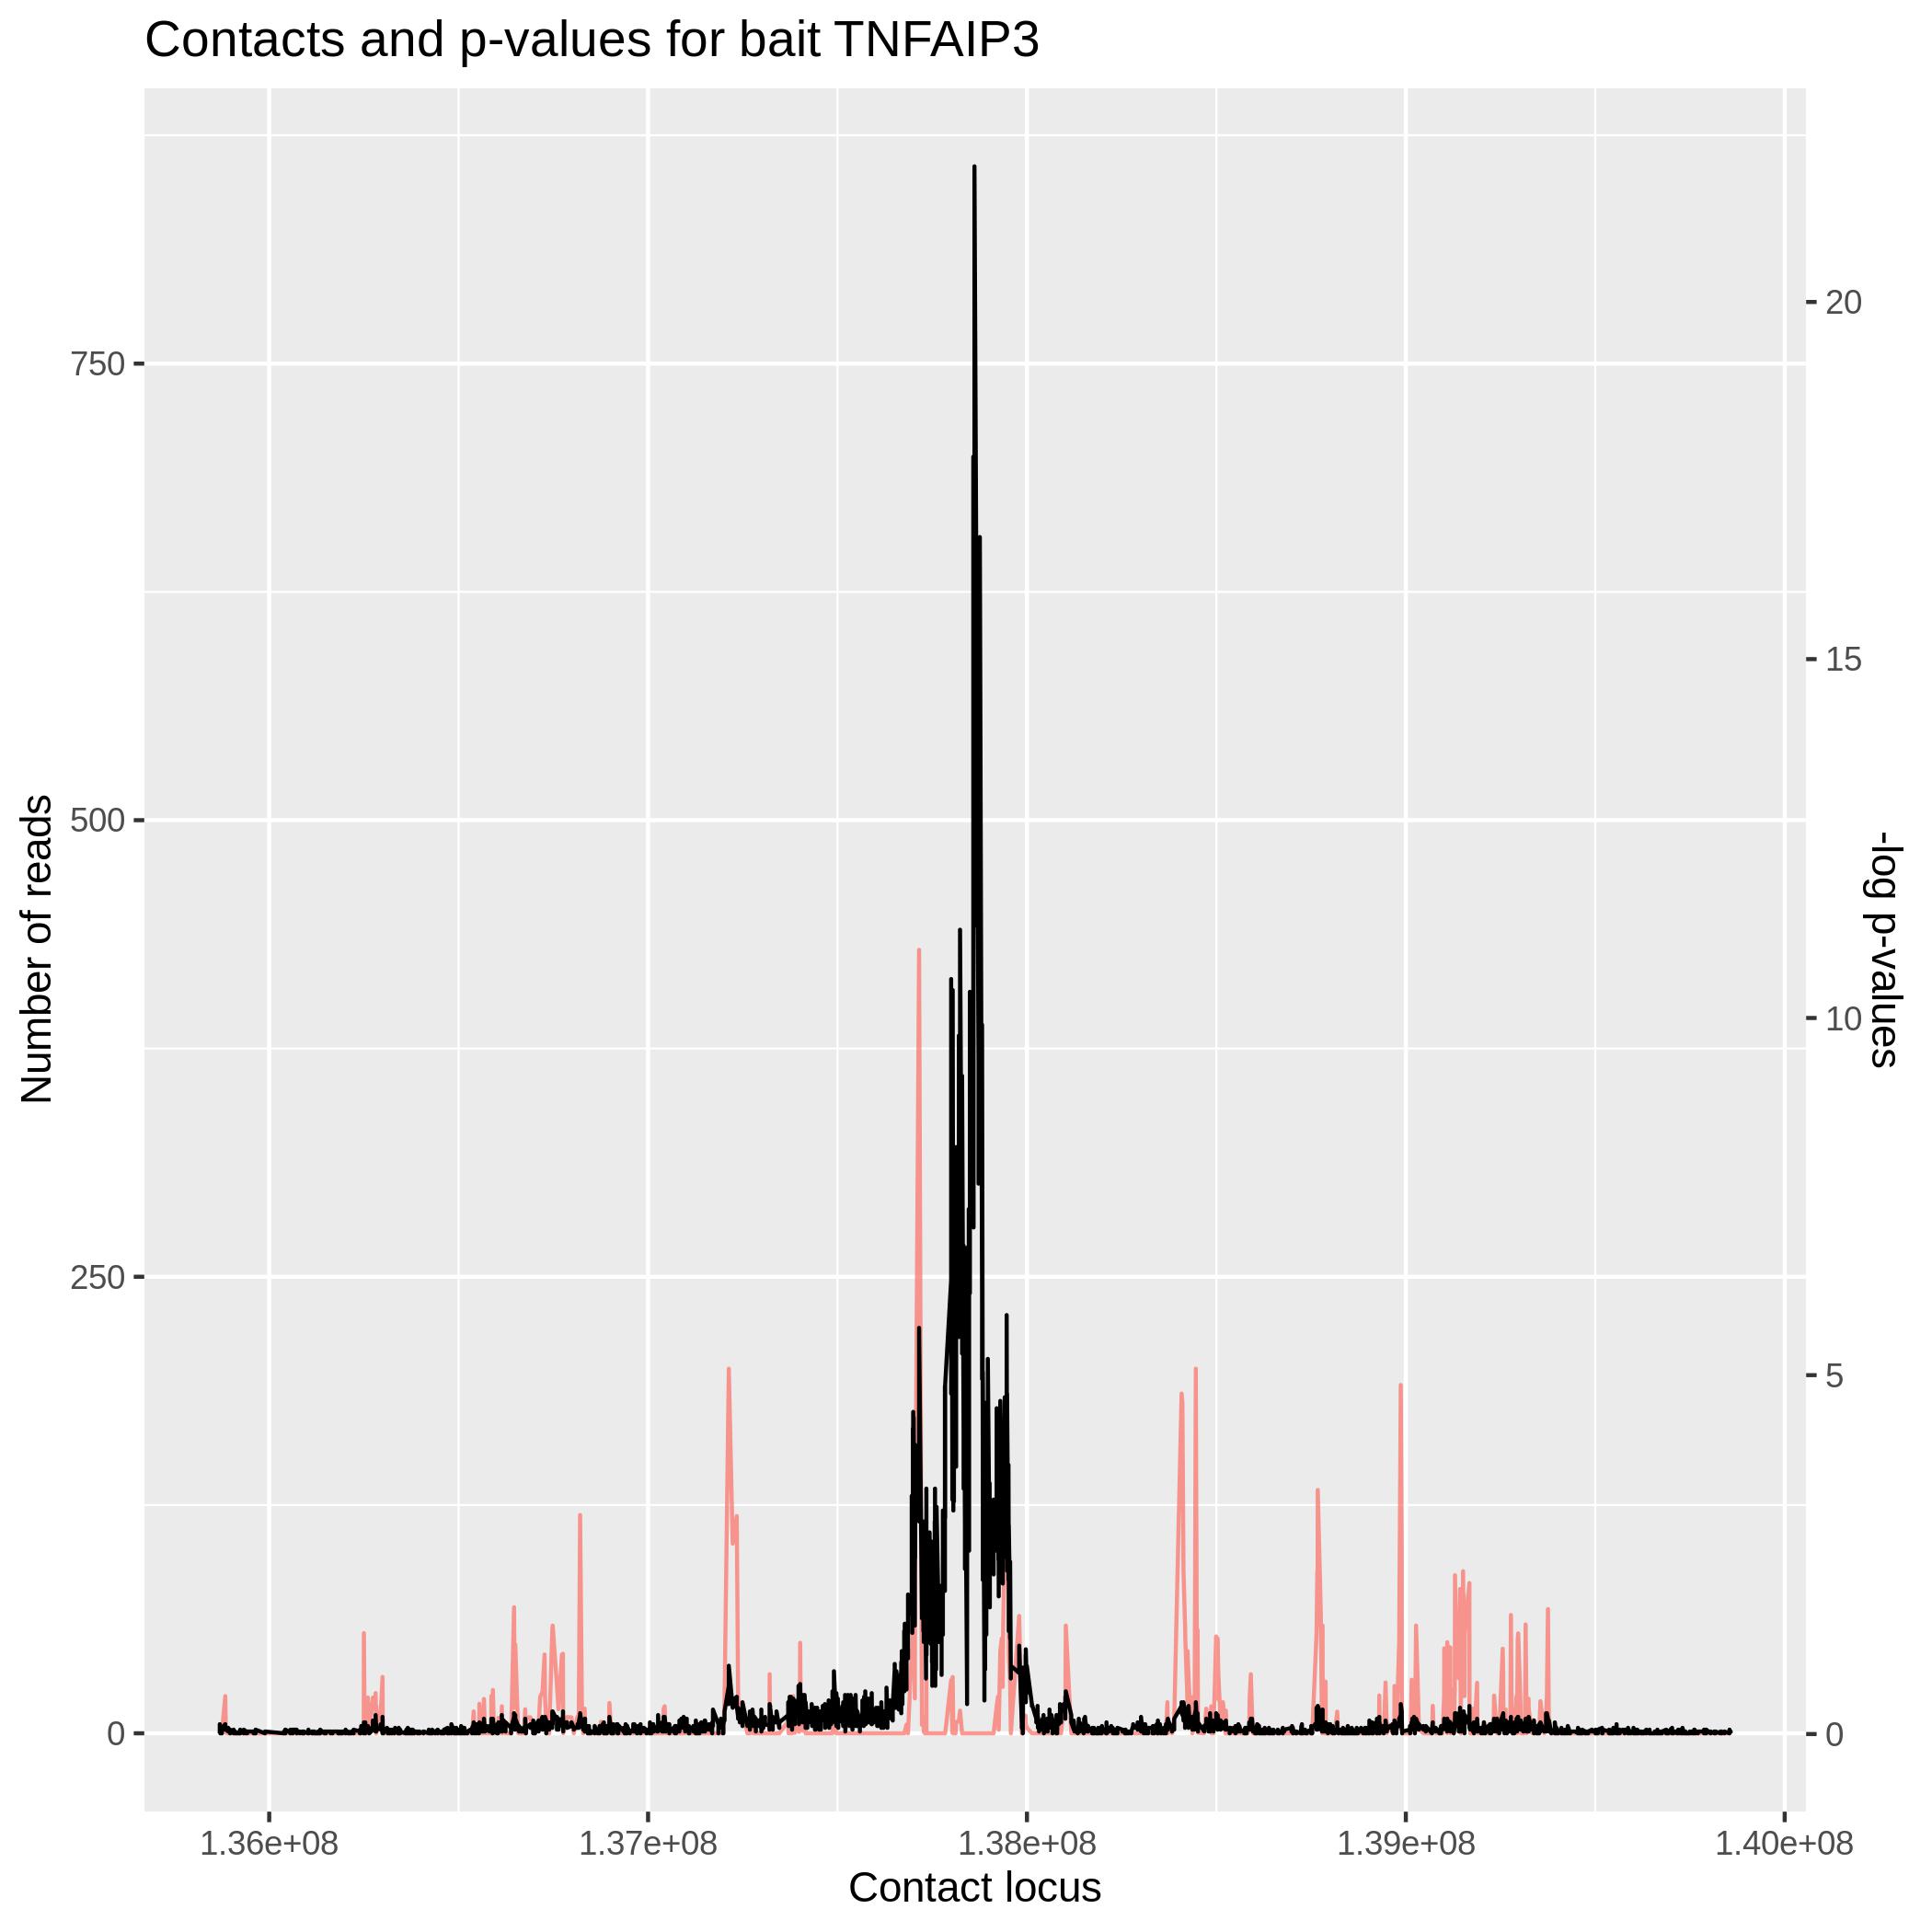 Contacts and p-values for bait TNFAIP3
Number of reads
750
500
250
0
20
15
10
5
0
-log p-values
1.36e+08
1.37e+08
1.38e+08
1.39e+08
1.40e+08
Contact locus